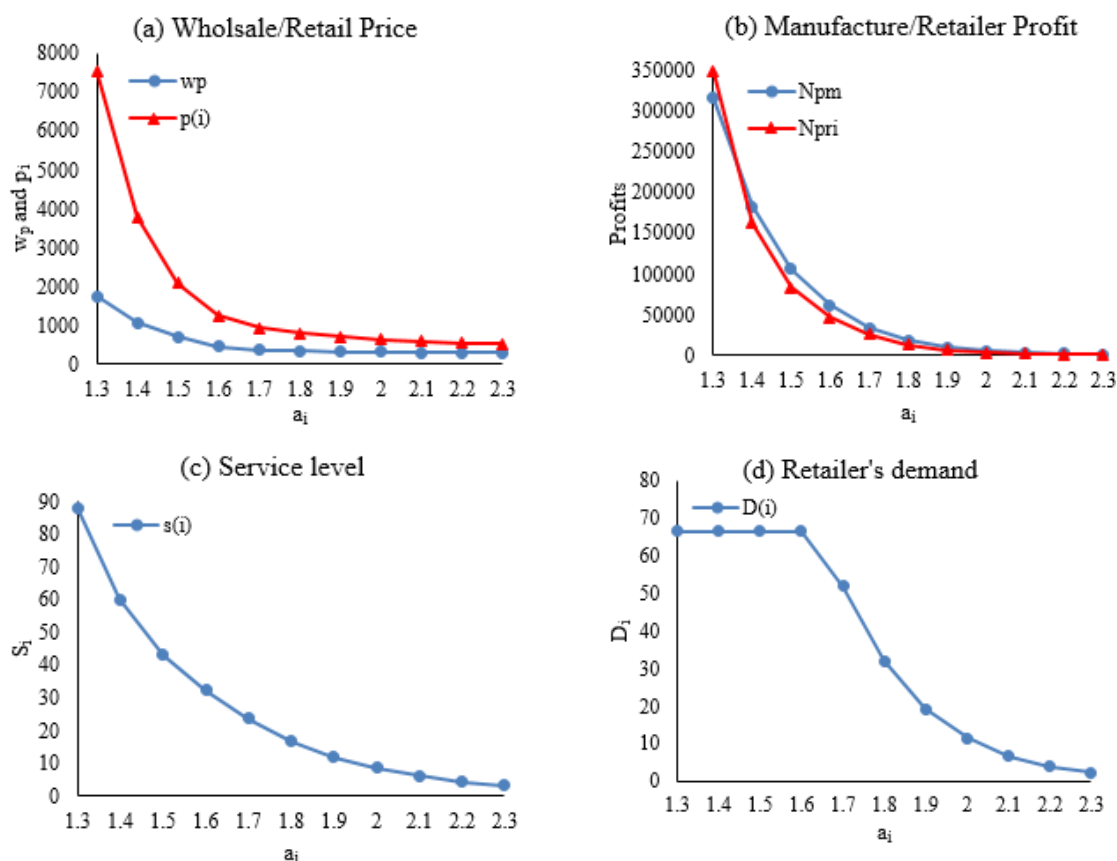 (a) Wholsale/Retail Price
8000
7000
6000
5000
4000
3000
2000
1000
0
wp and pi
wp
p(i)
1.3 1.4 1.5 1.6 1.7 1.8 1.9 2 2.1 2.2 2.3
ai
(b) Manufacture/Retailer Profit
350000
300000
250000
200000
150000
100000
50000
0
Profits
Npm
Npri
1.3 1.4 1.5 1.6 1.7 1.8 1.9 2 2.1 2.2 2.3
ai
(c) Service level
90
80
70
60
50
40
30
20
10
0
Si
s(i)
1.3 1.4 1.5 1.6 1.7 1.8 1.9 2 2.1 2.2 2.3
ai
(d) Retailer's demand
80
70
60
50
40
30
20
10
0
Di
D(i)
1.3 1.4 1.5 1.6 1.7 1.8 1.9 2 2.1 2.2 2.3
ai